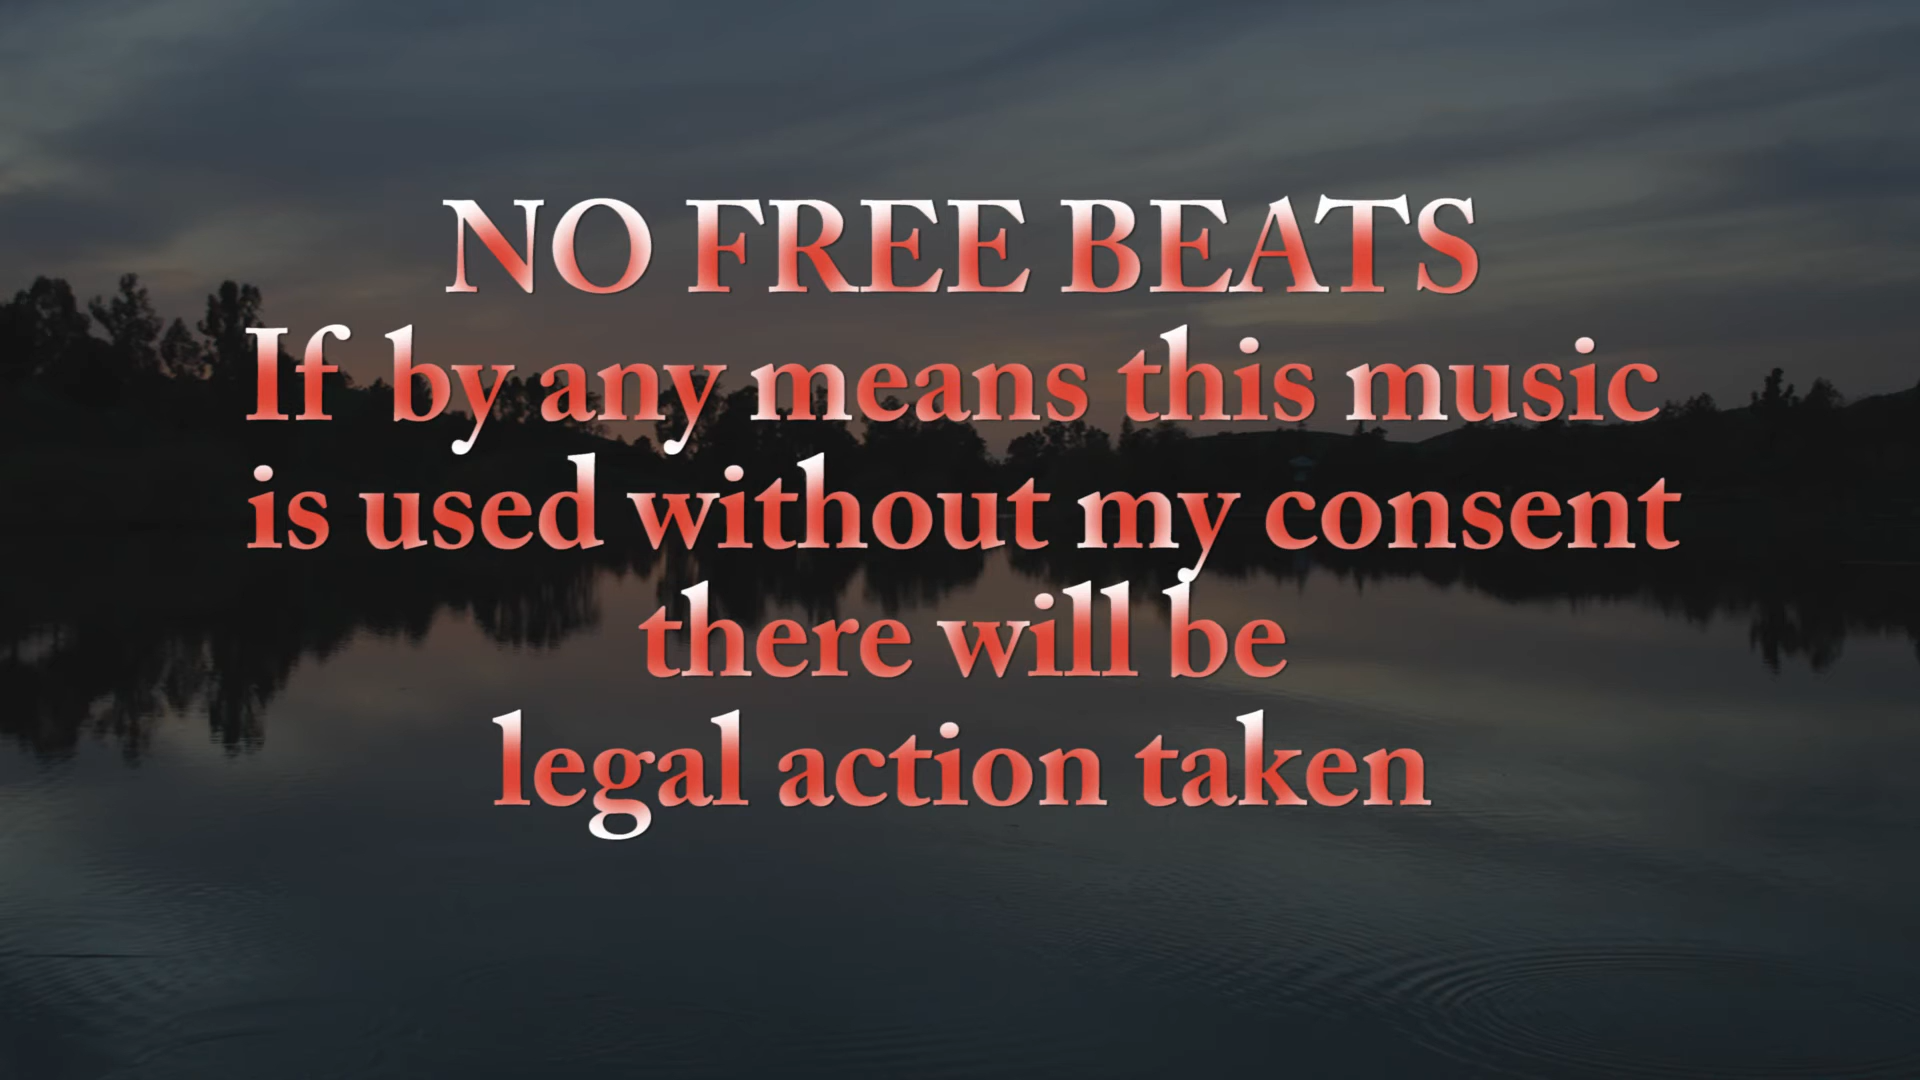 NO FREE BEATS
If by any means this music
is used without my consent
there will be
legal action taken